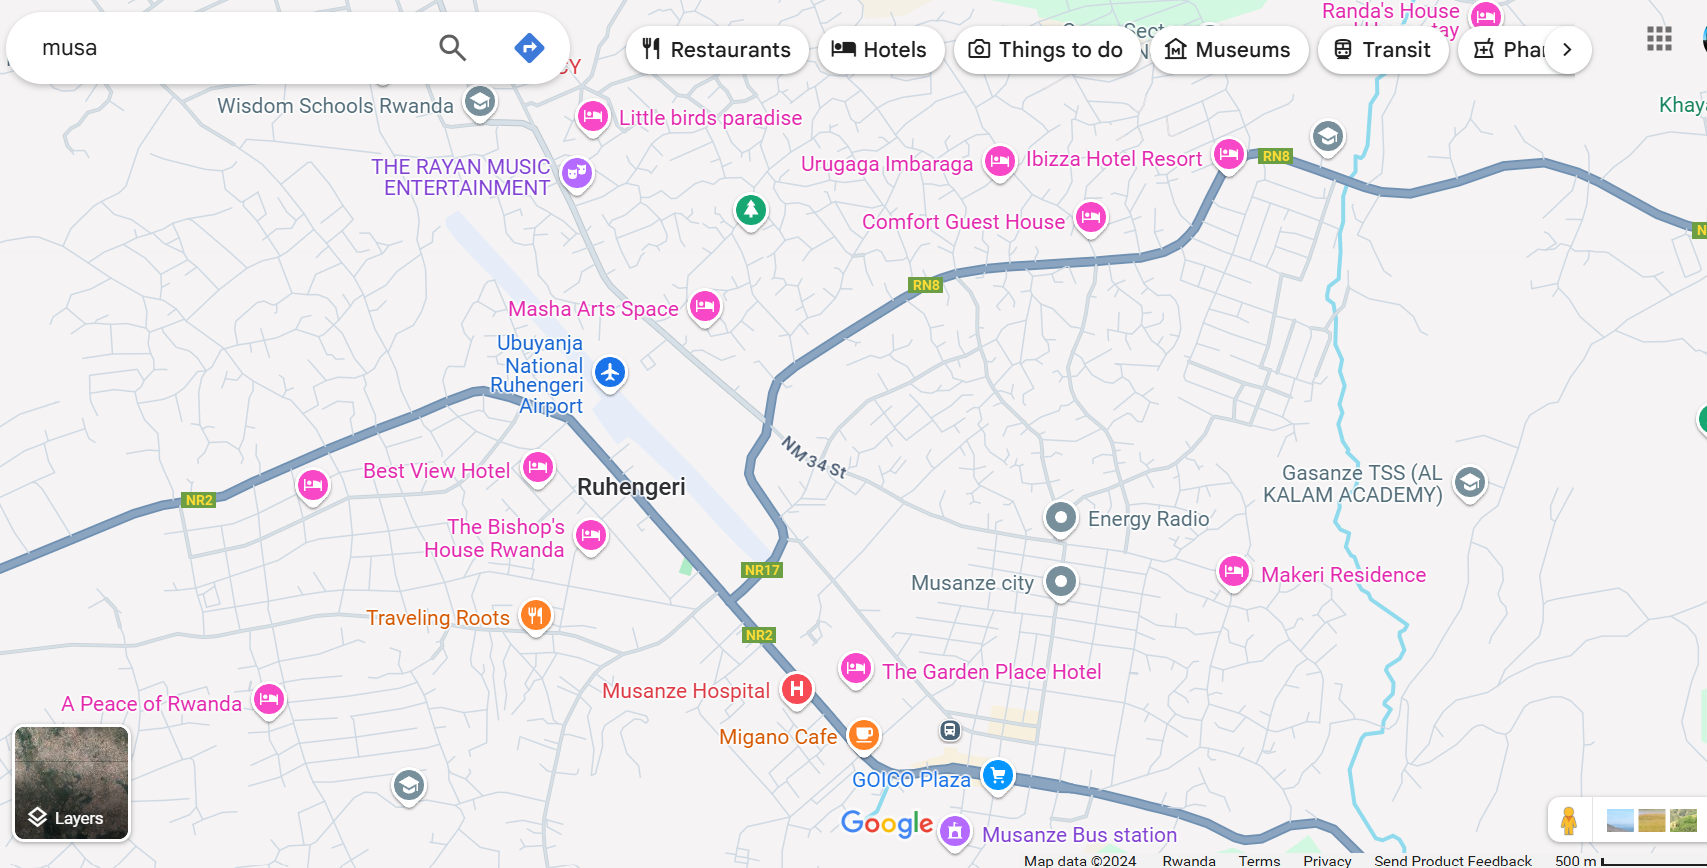 musa
Restaurants
Hotels
Things to do
Museums
Transit
Randa's House
Wisdom Schools Rwanda
Little birds paradise
THE RAYAN MUSIC
ENTERTAINMENT
Urugaga Imbaraga
Ibizza Hotel Resort
RN8
Comfort Guest House
RN8
Masha Arts Space
Ubuyanja
National
Ruhengeri
Airport
NM 34 St
Best View Hotel
Ruhengeri
NR2
Gasanze TSS (AL
KALAM ACADEMY)
Energy Radio
The Bishop's
House Rwanda
NR17
Musanze city
Makeri Residence
Traveling Roots
NR2
Musanze Hospital
H
The Garden Place Hotel
A Peace of Rwanda
Migano Cafe
GOICO Plaza
Layers
Google
Musanze Bus station
Map data ©2024
Rwanda
Terms
Privacy
Send Product Feedback
500 m